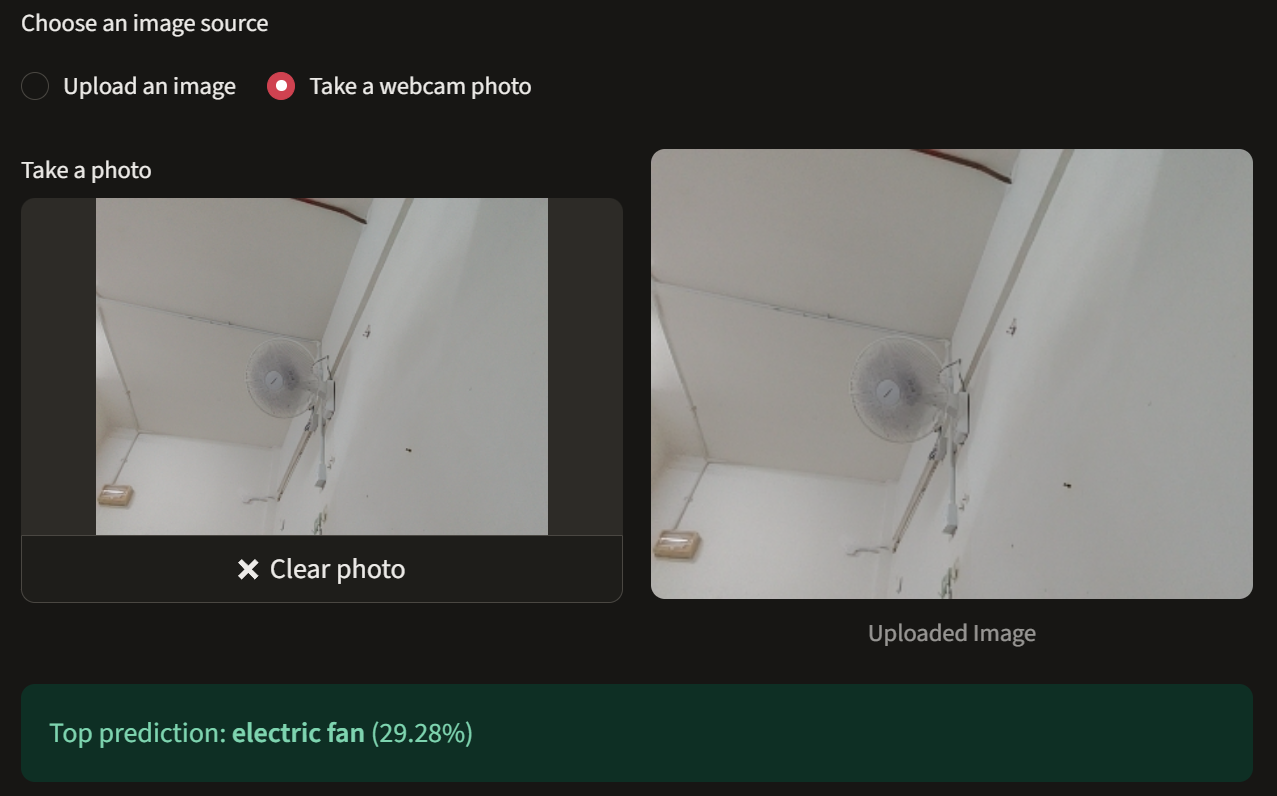 Choose an image source
Upload an image Take a webcam photo
Take a photo
Clear photo
Uploaded Image
Top prediction: electric fan (29.28%)